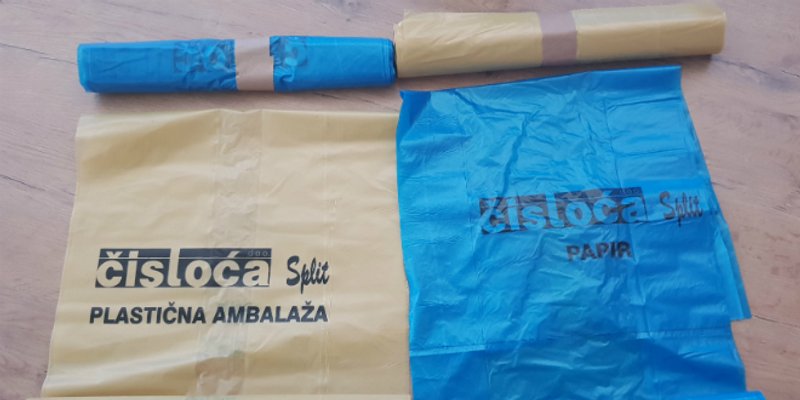 čistoća d.o.o. Split
PLASTIČNA AMBALAŽA
čistoća d.o.o. Split
PAPIR